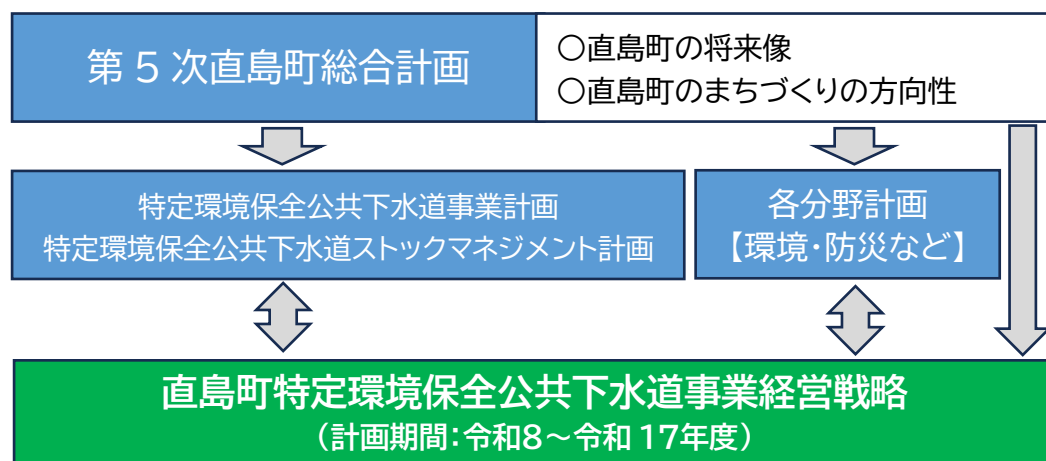 第 5 次直島町総合計画
○直島町の将来像
○直島町のまちづくりの方向性
特定環境保全公共下水道事業計画
特定環境保全公共下水道ストックマネジメント計画
各分野計画
【環境・防災など】
直島町特定環境保全公共下水道事業経営戦略
（計画期間：令和8～令和 17年度）